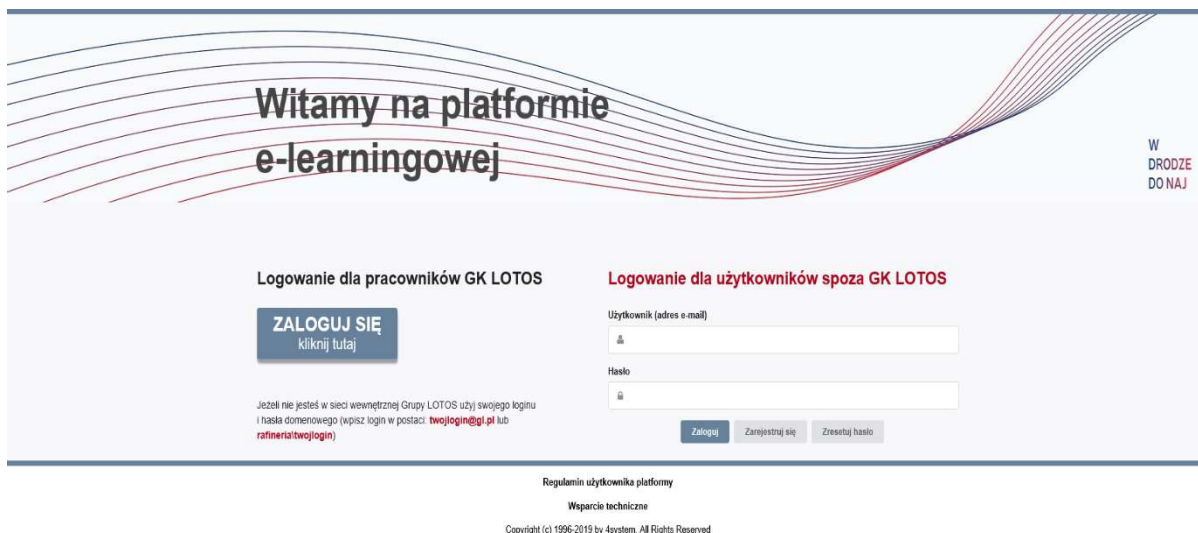 Witamy na platformie
e-learningowej
W
DRODZE
DO NAJ
Logowanie dla pracowników GK LOTOS
ZALOGUJ SIĘ
kliknij tutaj
Jeżeli nie jesteś w sieci wewnętrznej Grupy LOTOS użyj swojego loginu
i hasła domenowego (wpisz login w postaci: twojlogin@gl.pl lub
rafineria\twojlogin)
Logowanie dla użytkowników spoza GK LOTOS
Użytkownik (adres e-mail)
Hasło
Zaloguj Zarejestruj się Zresetuj hasło
Regulamin użytkownika platformy
Wsparcie techniczne
Copyright (c) 1996-2019 by 4system. All Rights Reserved